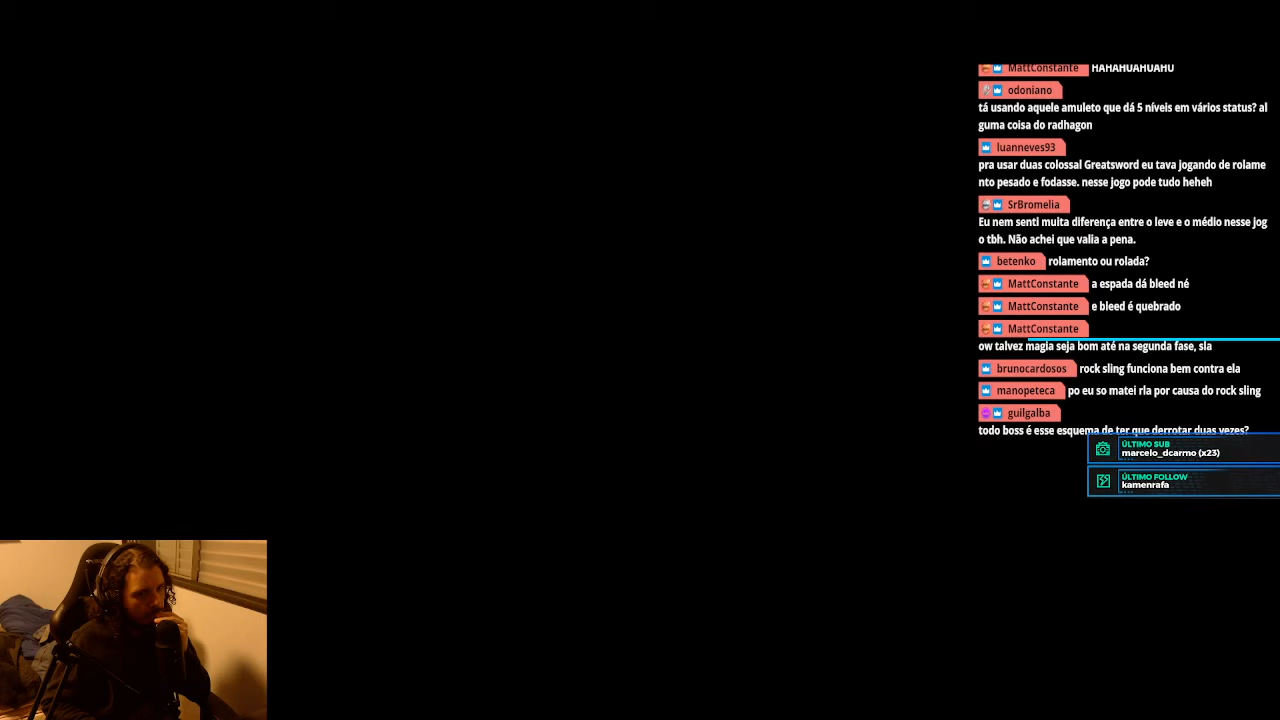 MattConstante HAHAHUAHUAHU
odoniano
tá usando aquele amuleto que dá 5 níveis em vários status? al
guma coisa do radhagon
luanneves93
pra usar duas colossal Greatsword eu tava jogando de rolame
nto pesado e fodasse. nesse jogo pode tudo heheh
SrBromelia
Eu nem senti muita diferença entre o leve e o médio nesse jog
o tbh. Não achei que valia a pena.
betenko rolamento ou rolada?
MattConstante a espada dá bleed né
MattConstante e bleed é quebrado
MattConstante
ow talvez magia seja bom até na segunda fase, sla
brunocardosos rock sling funciona bem contra ela
manopeteca po eu so matei rla por causa do rock sling
guilgalba
todo boss é esse esquema de ter que derrotar duas vezes?
ÚLTIMO SUB
marcelo_dcarmo (x23)
ÚLTIMO FOLLOW
kamenrafa